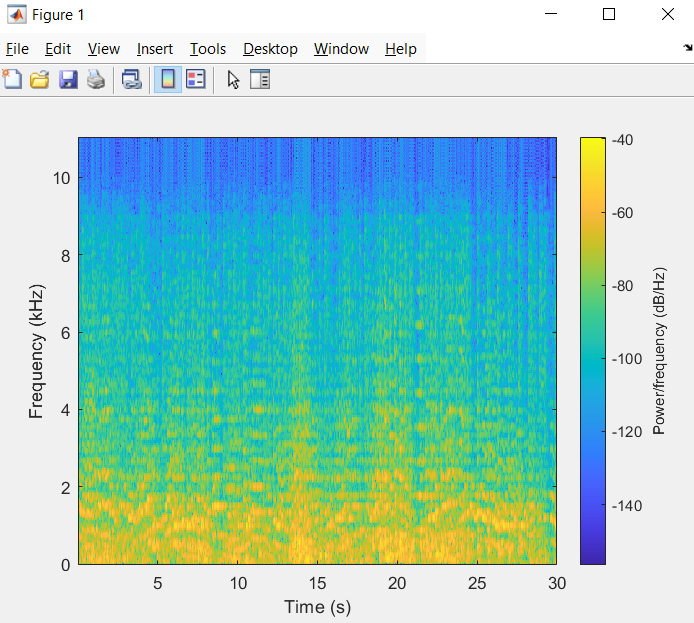 Figure 1
File Edit View Insert Tools Desktop Window Help
10
8
6
4
2
0
Frequency (kHz)
5 10 15 20 25 30
Time (s)
-40
-60
-80
-100
-120
-140
Power/frequency (dB/Hz)